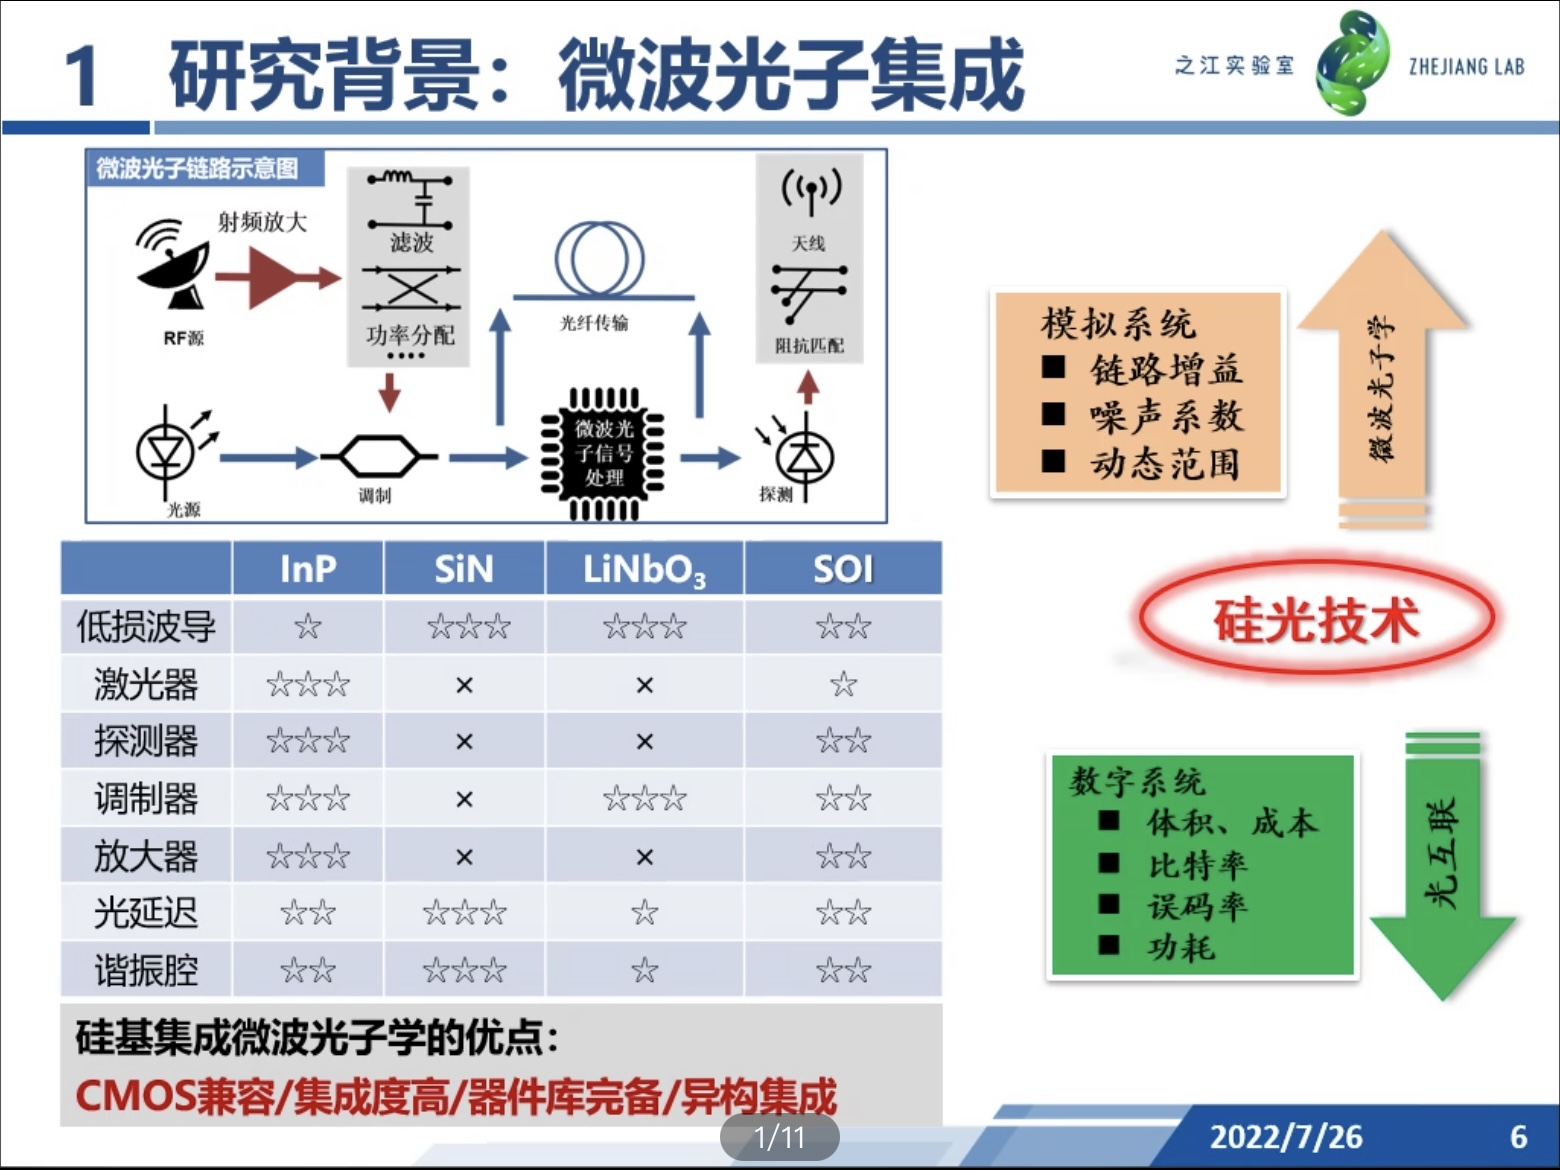 1 研究背景：微波光子集成
之江实验室 ZHEJIANG LAB
微波光子链路示意图
射频放大
RF源
滤波
功率分配
光纤传输
天线
阻抗匹配
光源
调制
微波光
子信号
处理
探测
模拟系统
■ 链路增益
■ 噪声系数
■ 动态范围
微波光子学
硅光技术
数字系统
■ 体积、成本
■ 比特率
■ 误码率
■ 功耗
光互联
InP SiN LiNbO₃ SOI
低损波导 ☆ ☆☆☆ ☆☆☆ ☆☆
激光器 ☆☆☆ × × ☆
探测器 ☆☆☆ × × ☆☆
调制器 ☆☆☆ × ☆☆☆ ☆☆
放大器 ☆☆☆ × × ☆☆
光延迟 ☆☆ ☆☆☆ ☆ ☆☆
谐振腔 ☆☆ ☆☆☆ ☆ ☆☆
硅基集成微波光子学的优点：
CMOS兼容/集成度高/器件库完备/异构集成
1/11
2022/7/26 6